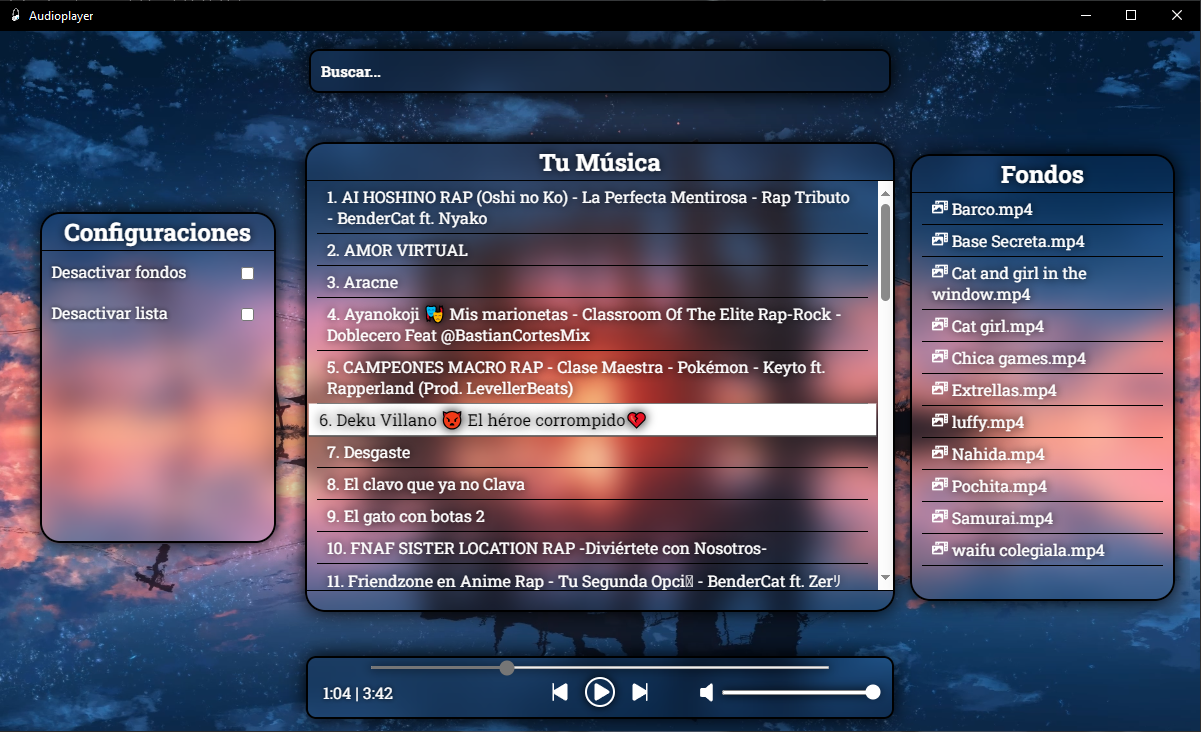 Audioplayer
Buscar...
Configuraciones
Desactivar fondos
Desactivar lista
Tu Música
1. AI HOSHINO RAP (Oshi no Ko) - La Perfecta Mentirosa - Rap Tributo
- BenderCat ft. Nyako
2. AMOR VIRTUAL
3. Aracne
4. Ayanokoji 🎭 Mis marionetas - Classroom Of The Elite Rap-Rock -
Doblecero Feat @BastianCortesMix
5. CAMPEONES MACRO RAP - Clase Maestra - Pokémon - Keyto ft.
Rapperland (Prod. LevellerBeats)
6. Deku Villano 👿 El héroe corrompido💔
7. Desgaste
8. El clavo que ya no Clava
9. El gato con botas 2
10. FNAF SISTER LOCATION RAP -Diviértete con Nosotros-
11. Friendzone en Anime Rap - Tu Segunda Opci - BenderCat ft. Zerリ
Fondos
Barco.mp4
Base Secreta.mp4
Cat and girl in the
window.mp4
Cat girl.mp4
Chica games.mp4
Extrellas.mp4
luffy.mp4
Nahida.mp4
Pochita.mp4
Samurai.mp4
waifu colegiala.mp4
1:04 | 3:42